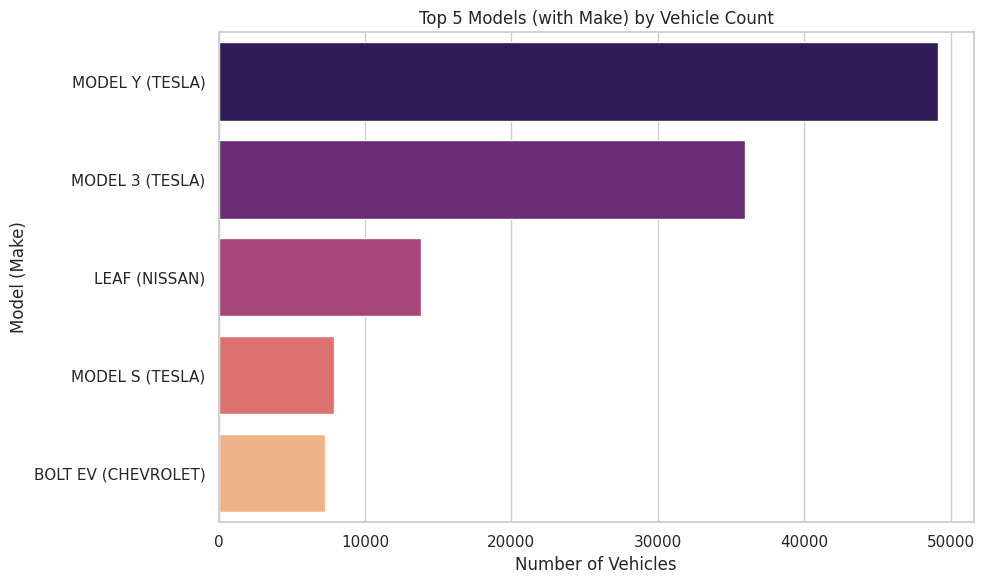 Top 5 Models (with Make) by Vehicle Count
Model (Make)
MODEL Y (TESLA)
MODEL 3 (TESLA)
LEAF (NISSAN)
MODEL S (TESLA)
BOLT EV (CHEVROLET)
0 10000 20000 30000 40000 50000
Number of Vehicles